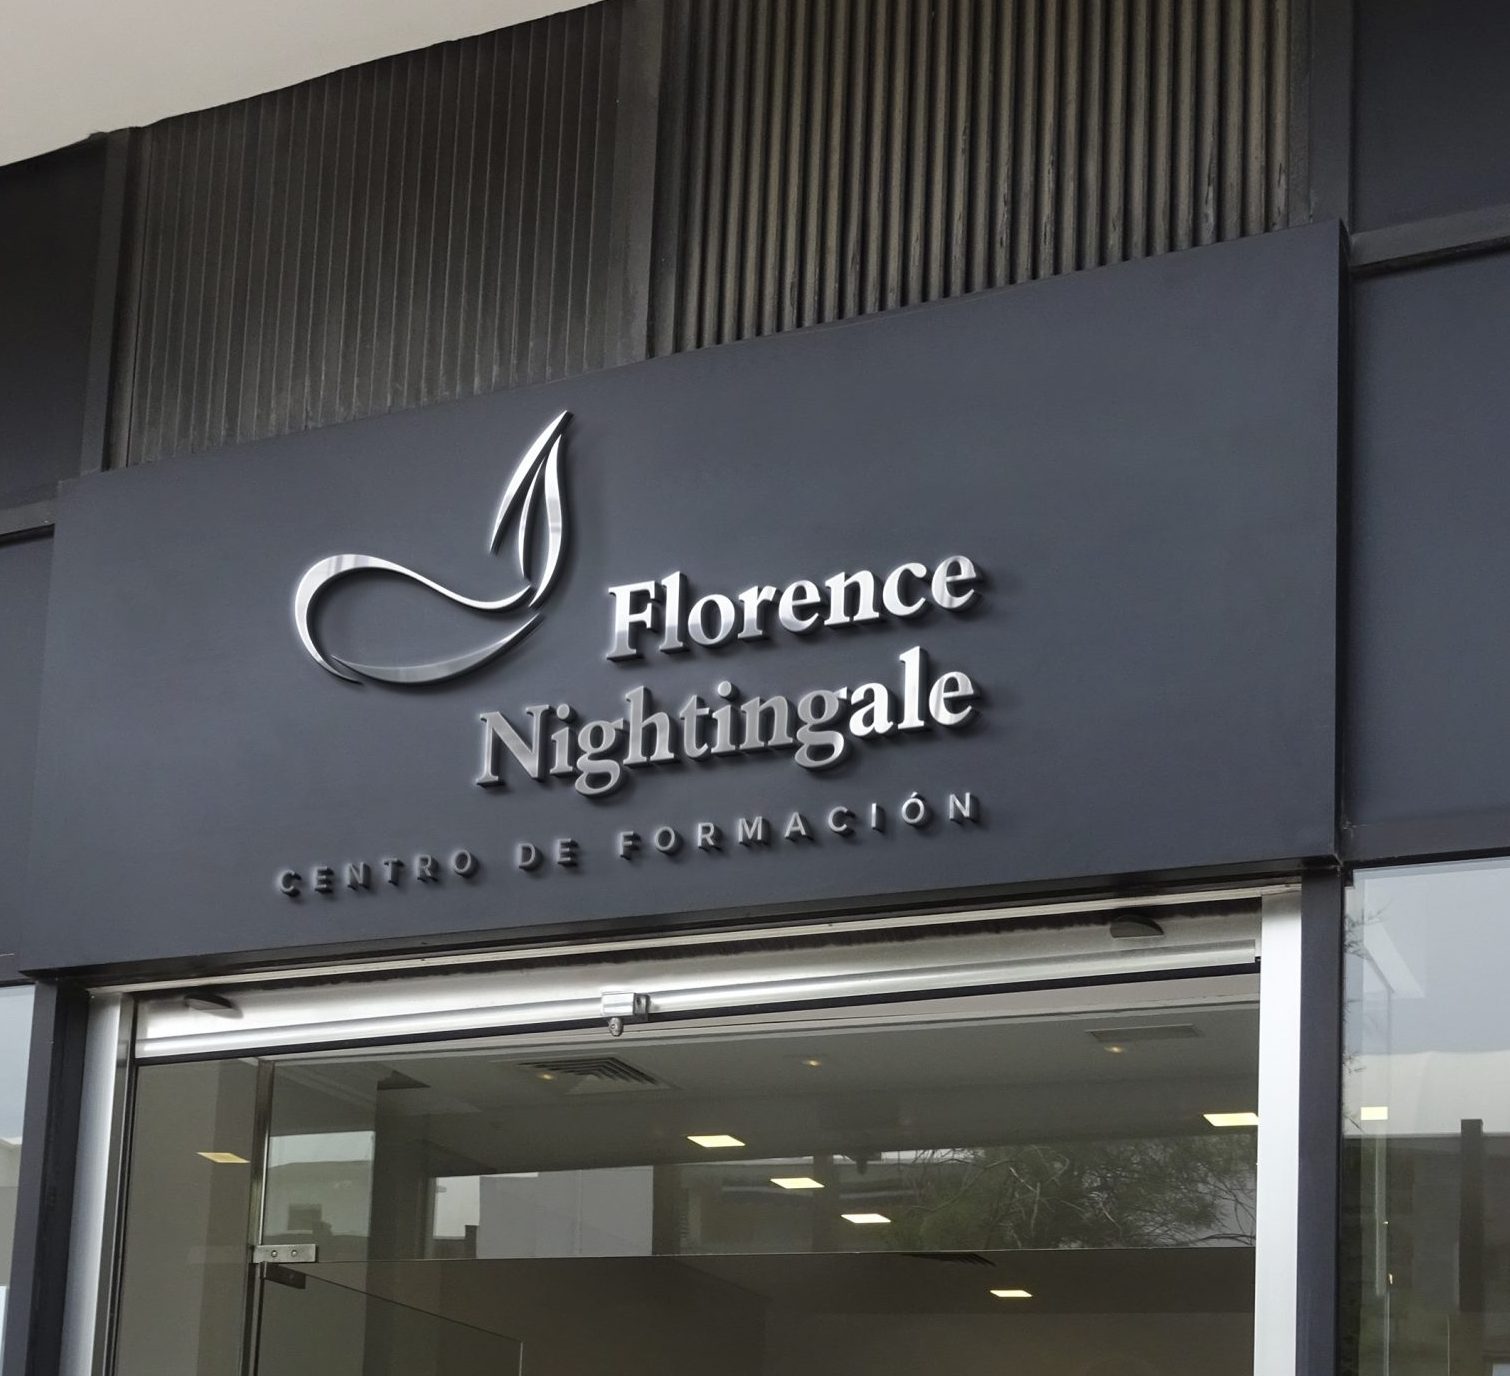 Florence
Nightingale
CENTRO DE FORMACIÓN